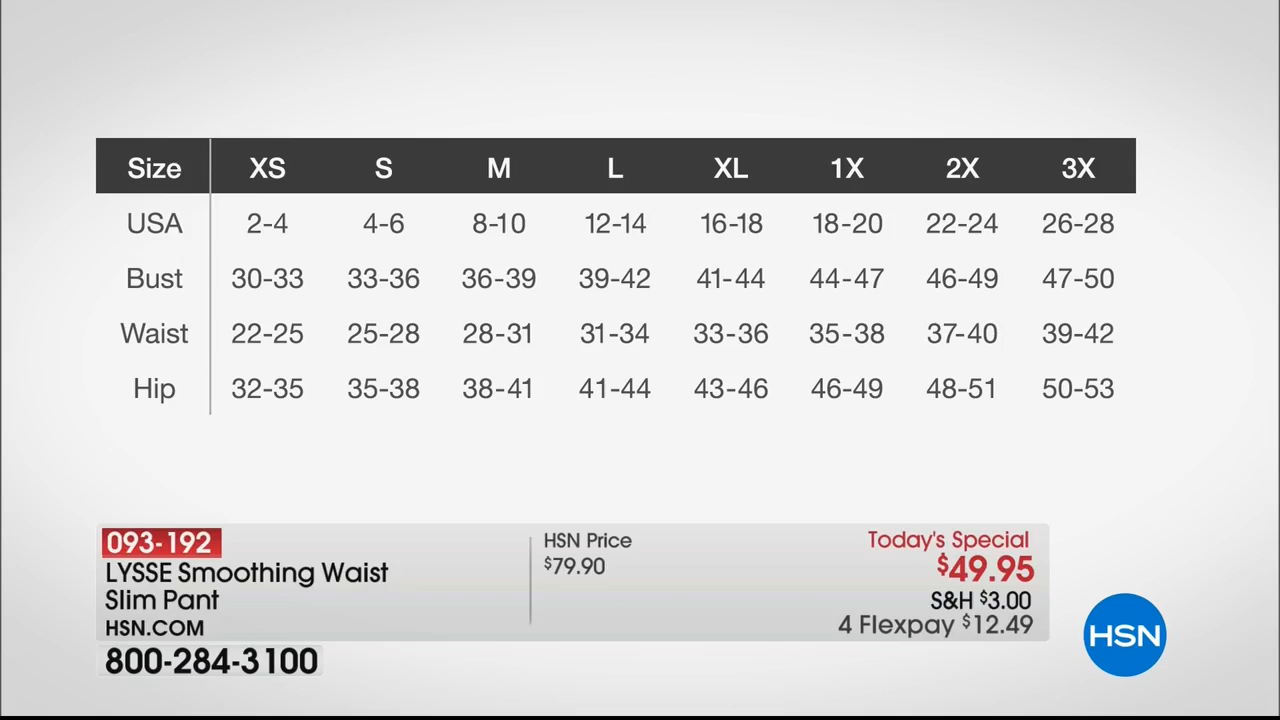 Size XS S M L XL 1X 2X 3X
USA 2-4 4-6 8-10 12-14 16-18 18-20 22-24 26-28
Bust 30-33 33-36 36-39 39-42 41-44 44-47 46-49 47-50
Waist 22-25 25-28 28-31 31-34 33-36 35-38 37-40 39-42
Hip 32-35 35-38 38-41 41-44 43-46 46-49 48-51 50-53
093-192
LYSSE Smoothing Waist
Slim Pant
HSN.COM
800-284-3100
HSN Price
$79.90
Today's Special
$49.95
S&H $3.00
4 Flexpay $12.49
HSN